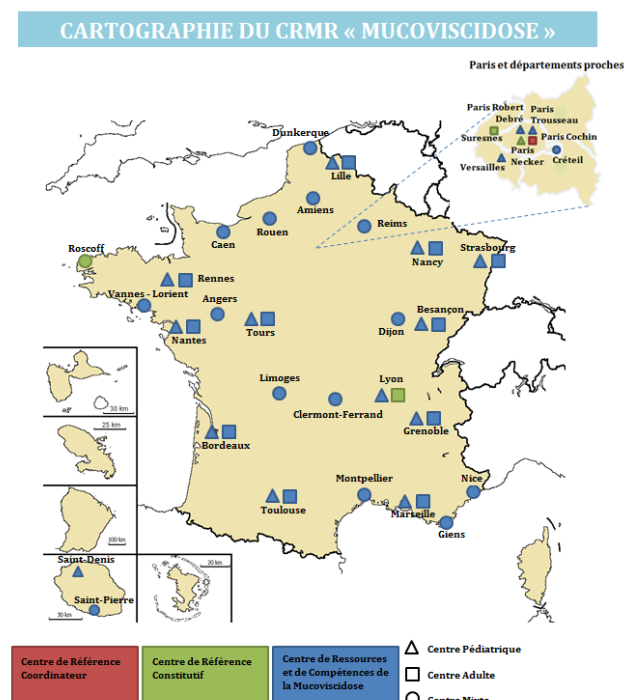 CARTOGRAPHIE DU CRMR « MUCOVISCIDOSE »
Paris et départements proches
Paris Robert
Debré
Paris
Trousseau
Suresnes
Paris Cochin
Paris
Necker
Créteil
Versailles
Dunkerque
Lille
Amiens
Rouen
Reims
Caen
Nancy
Strasbourg
Roscoff
Rennes
Vannes - Lorient
Angers
Besançon
Nantes
Tours
Dijon
Limoges
Lyon
Clermont-Ferrand
Grenoble
Bordeaux
Montpellier
Nice
Toulouse
Marseille
Giens
30 km
25 km
100 km
Saint-Denis
20 km
Saint-Pierre
30 km
Centre de Référence
Coordinateur
Centre de Référence
Constitutif
Centre de Ressources
et de Compétences de
la Mucoviscidose
Centre Pédiatrique
Centre Adulte
Centre Mixte